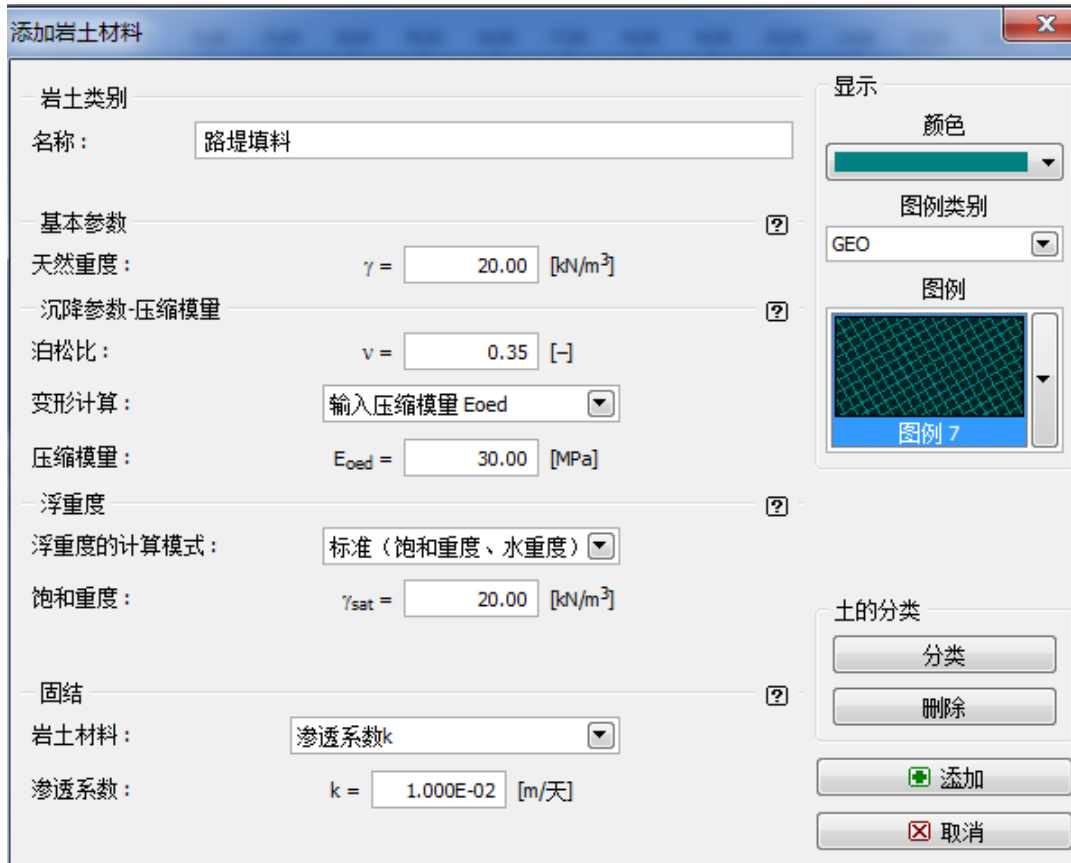 添加岩土材料
岩土类别
名称： 路堤填料
基本参数
天然重度： γ = 20.00 [kN/m³]
沉降参数-压缩模量
泊松比： ν = 0.35 [–]
变形计算： 输入压缩模量 Eoed
压缩模量： Eoed = 30.00 [MPa]
浮重度
浮重度的计算模式： 标准（饱和重度、水重度）
饱和重度： γsat = 20.00 [kN/m³]
固结
岩土材料： 渗透系数k
渗透系数： k = 1.000E-02 [m/天]
显示
颜色
图例类别
GEO
图例
图例 7
土的分类
分类
删除
添加
取消